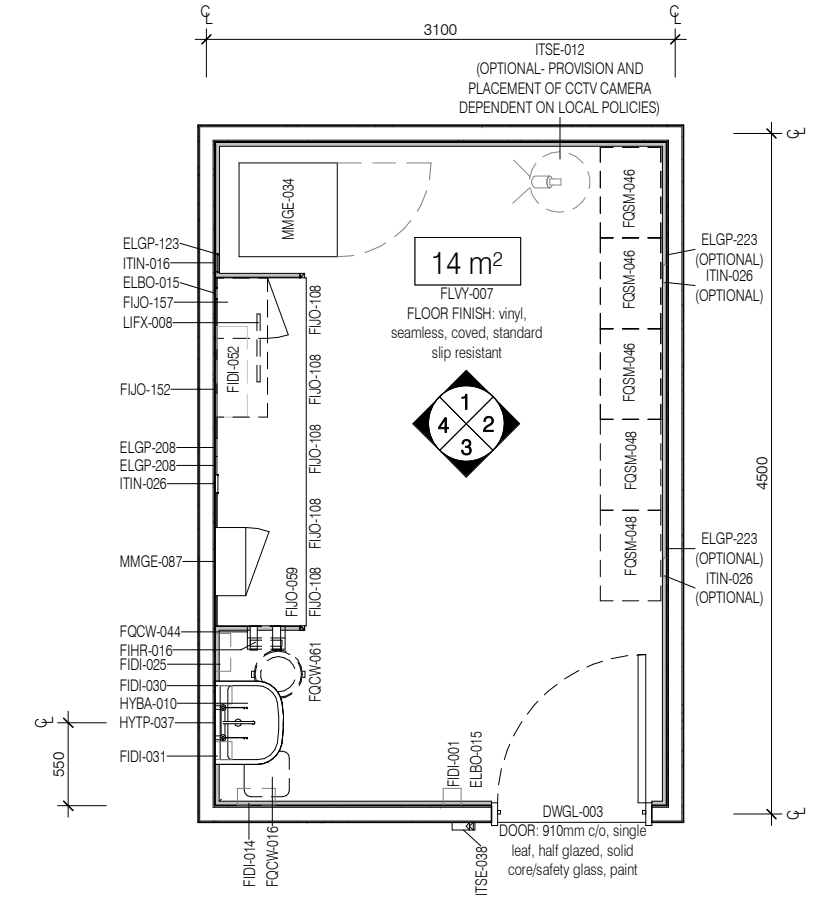 ℄
℄
3100
ITSE-012
(OPTIONAL- PROVISION AND
PLACEMENT OF CCTV CAMERA
DEPENDENT ON LOCAL POLICIES)
℄
MMGE-034
FQSM-046
ELGP-123
ITIN-016
ELBO-015
FIJO-157
LIFX-008
FIDI-052
FIJO-152
ELGP-208
ELGP-208
ITIN-026
MMGE-087
FIJO-108
FIJO-108
FIJO-108
FIJO-108
FIJO-108
FIJO-059
14 m²
FLVY-007
FLOOR FINISH: vinyl,
seamless, coved, standard
slip resistant
1
4 2
3
FQSM-046
FQSM-046
FQSM-048
FQSM-048
ELGP-223
(OPTIONAL)
ITIN-026
(OPTIONAL)
4500
ELGP-223
(OPTIONAL)
ITIN-026
(OPTIONAL)
FQCW-044
FIHR-016
FIDI-025
FIDI-030
HYBA-010
HYTP-037
FIDI-031
FQCW-061
℄
550
FIDI-014
FQCW-016
FIDI-001
ELBO-015
ITSE-038
DWGL-003
DOOR: 910mm c/o, single
leaf, half glazed, solid
core/safety glass, paint
℄